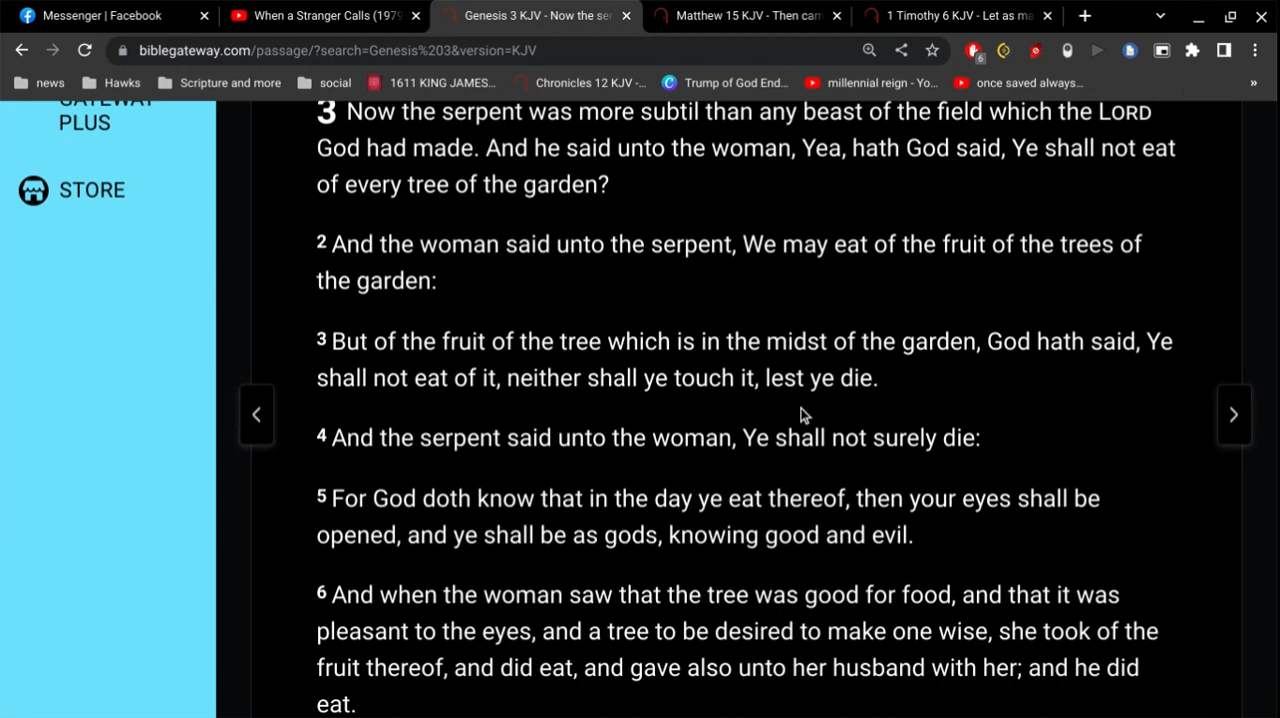 Messenger | Facebook
When a Stranger Calls (1979
Genesis 3 KJV - Now the ser
Matthew 15 KJV - Then cam
1 Timothy 6 KJV - Let as ma
biblegateway.com/passage/?search=Genesis%203&version=KJV
6
news
Hawks
Scripture and more
social
1611 KING JAMES...
Chronicles 12 KJV -...
Trump of God End...
millennial reign - Yo...
once saved always...
»
GATEWAY
PLUS
STORE
3 Now the serpent was more subtil than any beast of the field which the LORD
God had made. And he said unto the woman, Yea, hath God said, Ye shall not eat
of every tree of the garden?
2 And the woman said unto the serpent, We may eat of the fruit of the trees of
the garden:
3 But of the fruit of the tree which is in the midst of the garden, God hath said, Ye
shall not eat of it, neither shall ye touch it, lest ye die.
4 And the serpent said unto the woman, Ye shall not surely die:
5 For God doth know that in the day ye eat thereof, then your eyes shall be
opened, and ye shall be as gods, knowing good and evil.
6 And when the woman saw that the tree was good for food, and that it was
pleasant to the eyes, and a tree to be desired to make one wise, she took of the
fruit thereof, and did eat, and gave also unto her husband with her; and he did
eat.